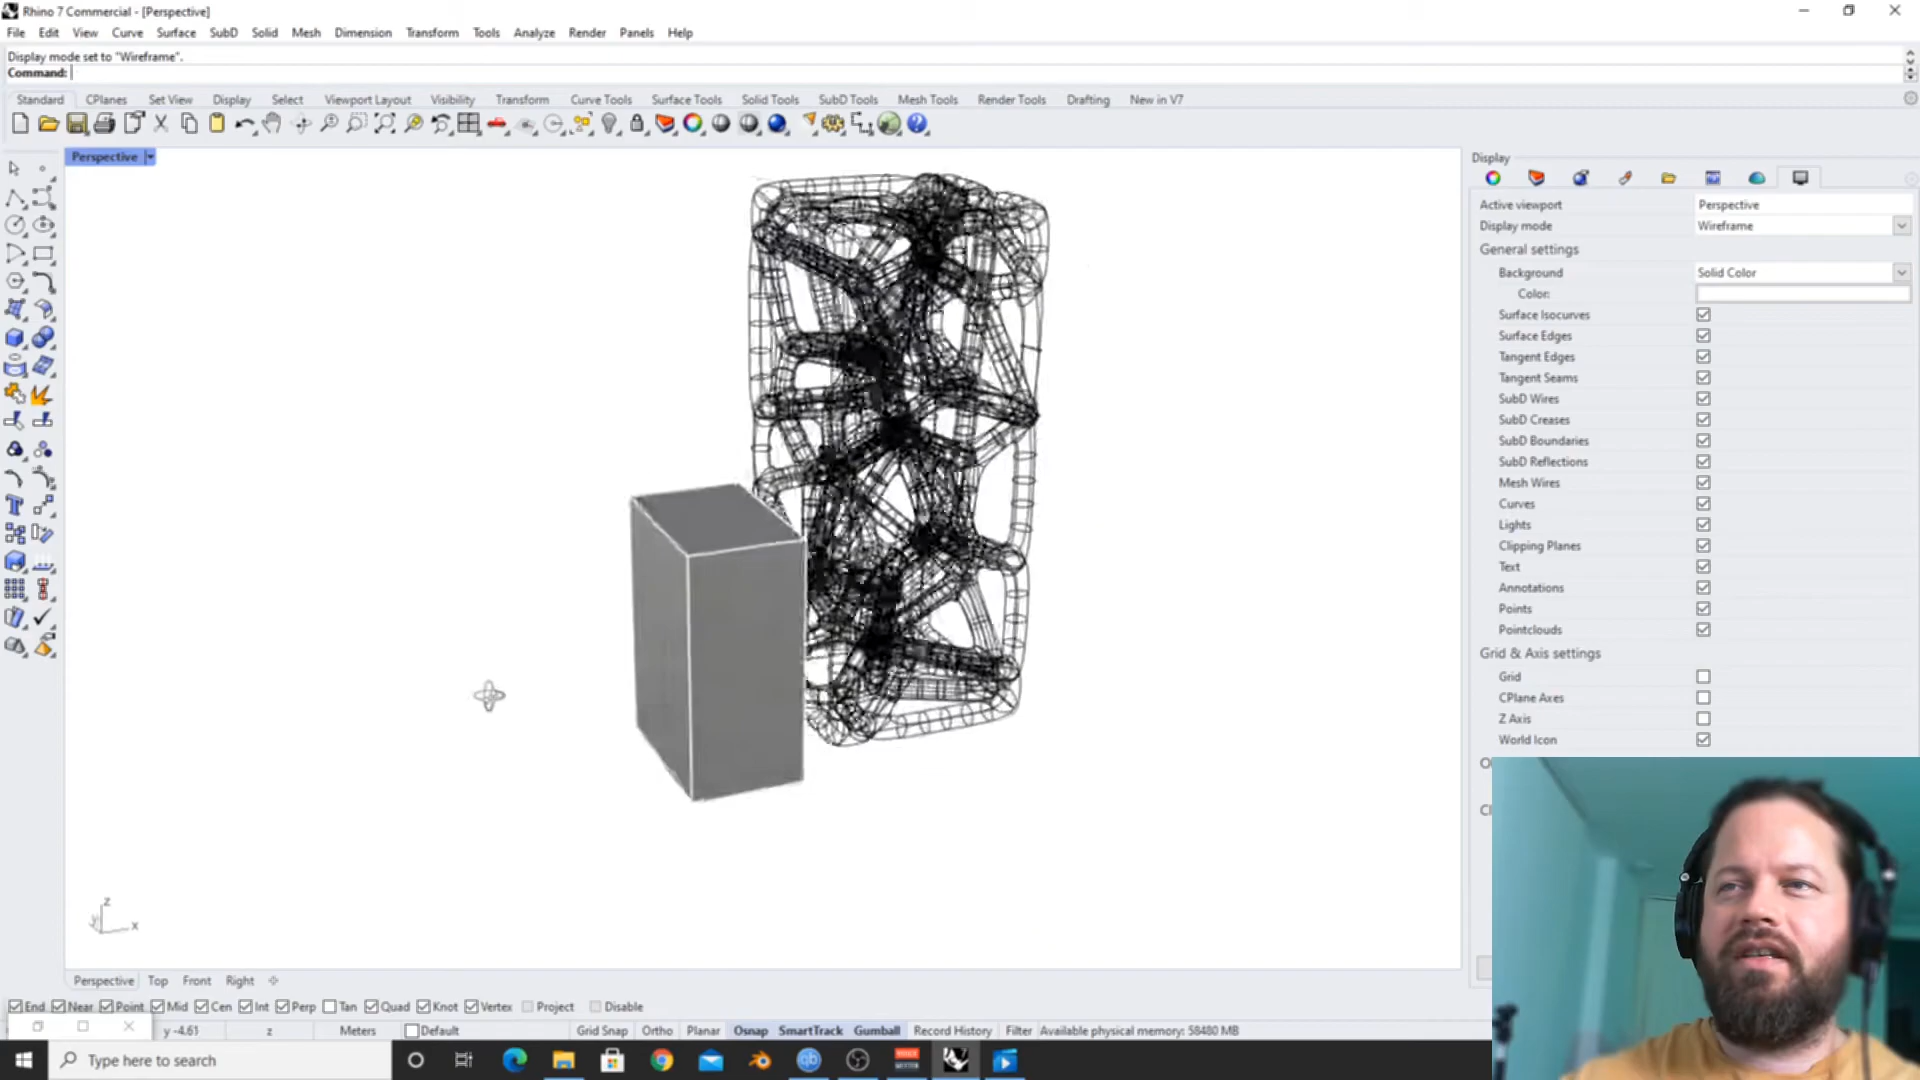 Rhino 7 Commercial - [Perspective]
File Edit View Curve Surface SubD Solid Mesh Dimension Transform Tools Analyze Render Panels Help
Display mode set to "Wireframe".
Command:
Standard CPlanes Set View Display Select Viewport Layout Visibility Transform Curve Tools Surface Tools Solid Tools SubD Tools Mesh Tools Render Tools Drafting New in V7
Perspective
Display
Active viewport Perspective
Display mode Wireframe
General settings
Background Solid Color
Color:
Surface Isocurves
Surface Edges
Tangent Edges
Tangent Seams
SubD Wires
SubD Creases
SubD Boundaries
SubD Reflections
Mesh Wires
Curves
Lights
Clipping Planes
Text
Annotations
Points
Pointclouds
Grid & Axis settings
Grid
CPlane Axes
Z Axis
World Icon
z
y
x
Perspective Top Front Right
End Near Point Mid Cen Int Perp Tan Quad Knot Vertex Project Disable
y -4.61 z Meters Default Grid Snap Ortho Planar Osnap SmartTrack Gumball Record History Filter Available physical memory: 58480 MB
Type here to search